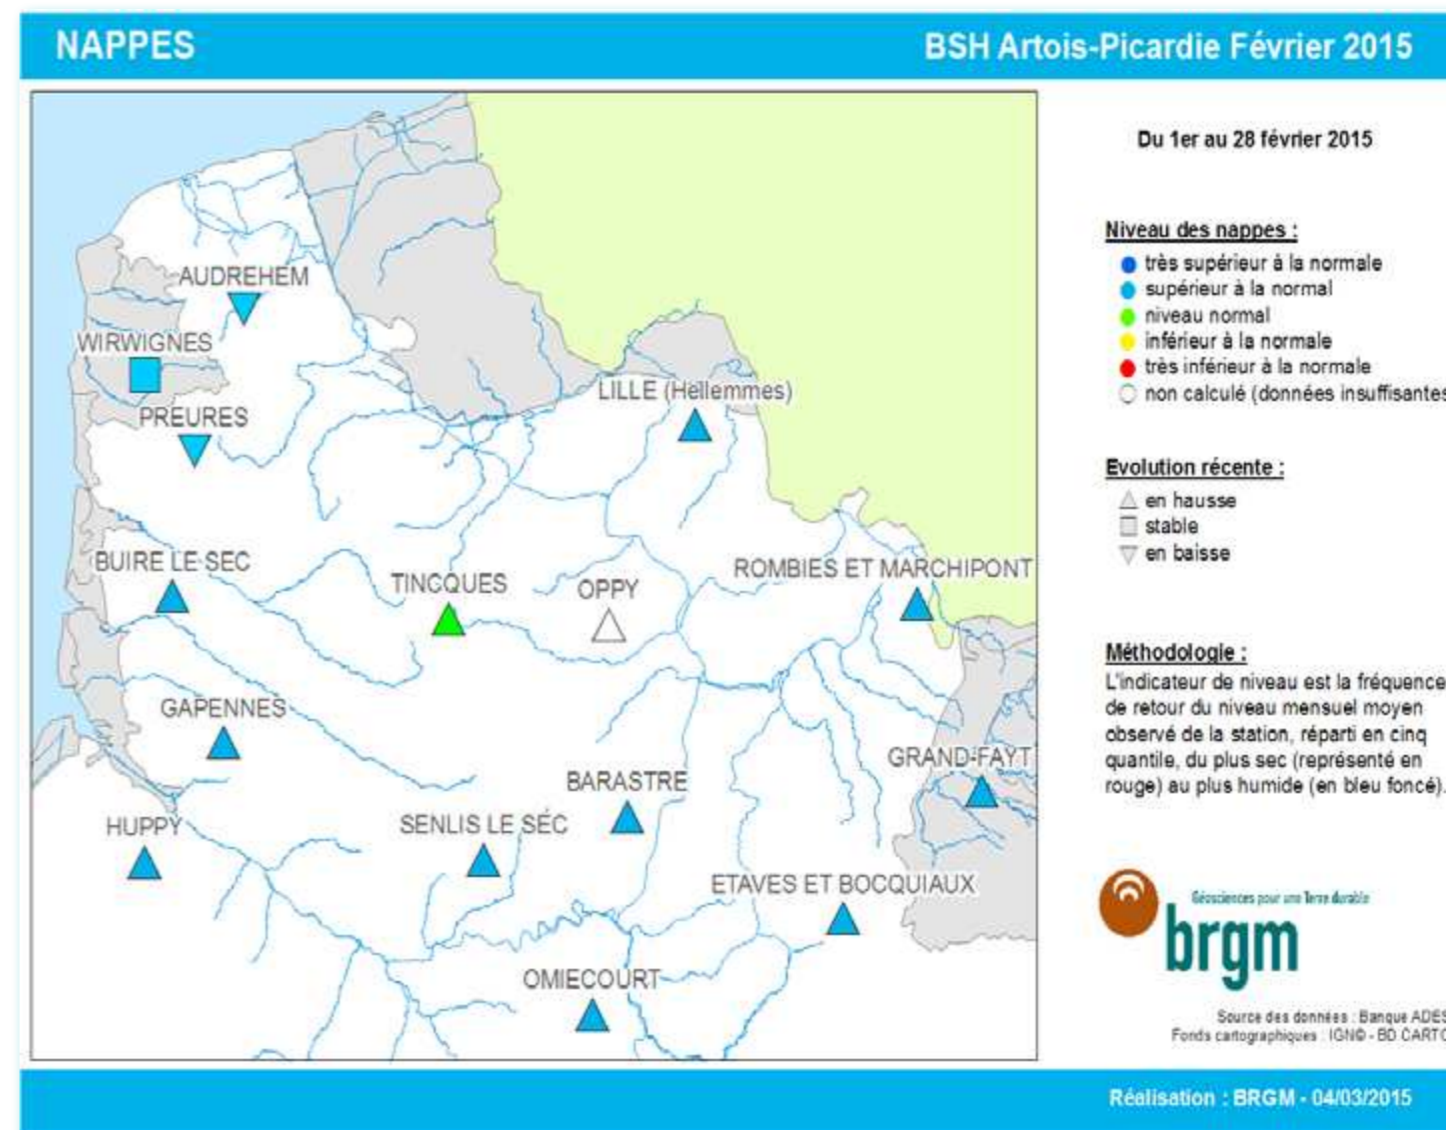 NAPPES
BSH Artois-Picardie Février 2015
Du 1er au 28 février 2015
Niveau des nappes :
très supérieur à la normale
supérieur à la normal
niveau normal
inférieur à la normale
très inférieur à la normale
non calculé (données insuffisantes
Evolution récente :
en hausse
stable
en baisse
Méthodologie :
L'indicateur de niveau est la fréquence
de retour du niveau mensuel moyen
observé de la station, réparti en cinq
quantile, du plus sec (représenté en
rouge) au plus humide (en bleu foncé).
AUDREHEM
WIRWIGNES
PREURES
LILLE (Hellemmes)
BUIRE LE SEC
TINCQUES
OPPY
ROMBIES ET MARCHIPONT
GAPENNES
GRAND-FAYT
BARASTRE
HUPPY
SENLIS LE SÉC
ETAVES ET BOCQUIAUX
OMIECOURT
Géosciences pour une Terre durable
brgm
Source des données : Banque ADES
Fonds cartographiques : IGN© - BD CARTO
Réalisation : BRGM - 04/03/2015